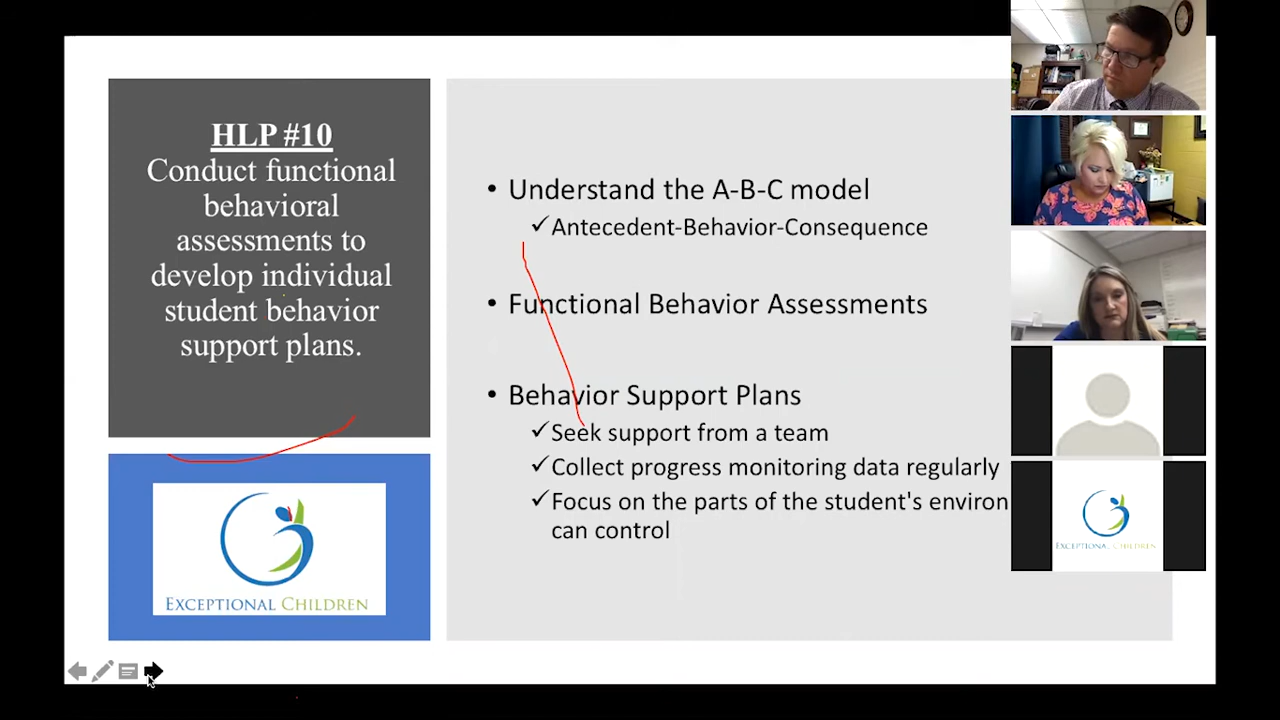 HLP #10
Conduct functional
behavioral
assessments to
develop individual
student behavior
support plans.
EXCEPTIONAL CHILDREN
• Understand the A-B-C model
✓Antecedent-Behavior-Consequence
• Functional Behavior Assessments
• Behavior Support Plans
✓Seek support from a team
✓Collect progress monitoring data regularly
✓Focus on the parts of the student's environ
can control
EXCEPTIONAL CHILDREN